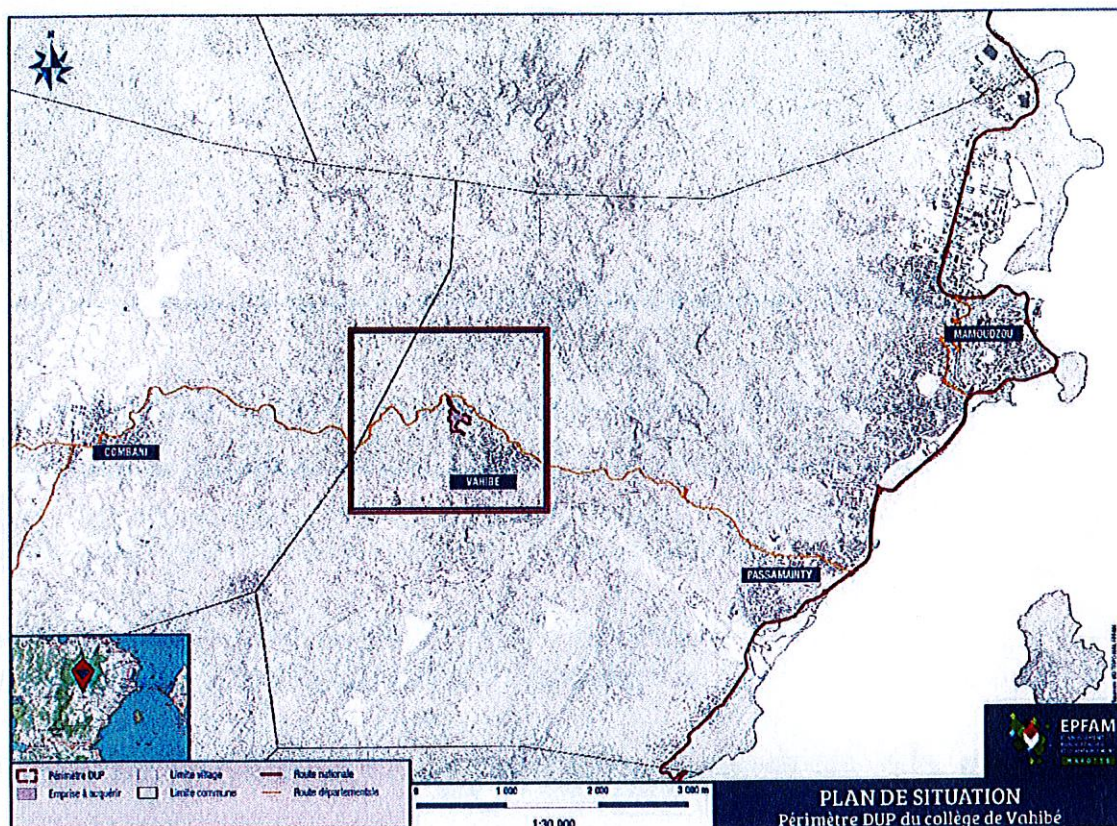 N
MAMOUDZOU
COMBANI
VAHIBE
PASSAMAINTY
EPFAM
MAYOTTE
Périmètre DUP
Limite village
Route nationale
Emprise à acquérir
Limite commune
Route départementale
0 1 000 2 000 3 000 m
1:30 000
PLAN DE SITUATION
Périmètre DUP du collège de Vahibé